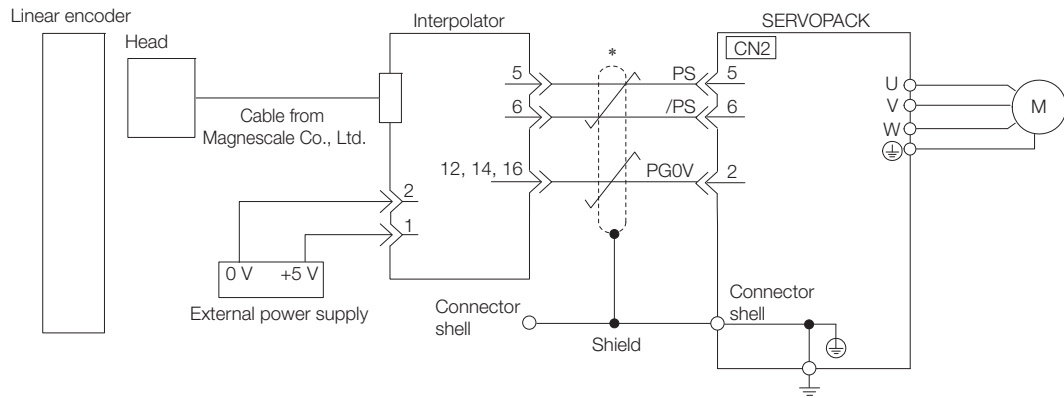 Linear encoder
Head
Interpolator
SERVOPACK
*
CN2
5
PS
5
6
/PS
6
Cable from
Magnescale Co., Ltd.
12, 14, 16
PG0V
2
2
1
0 V
+5 V
External power supply
Connector
shell
Shield
Connector
shell
U
V
W
M